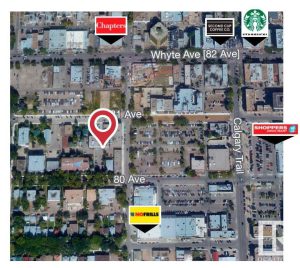 Chapters
SECOND CUP
COFFEE CO.
STARBUCKS
Whyte Ave [82 Ave]
81 Ave
SHOPPERS
Calgary Trail
80 Ave
NOFRILLS